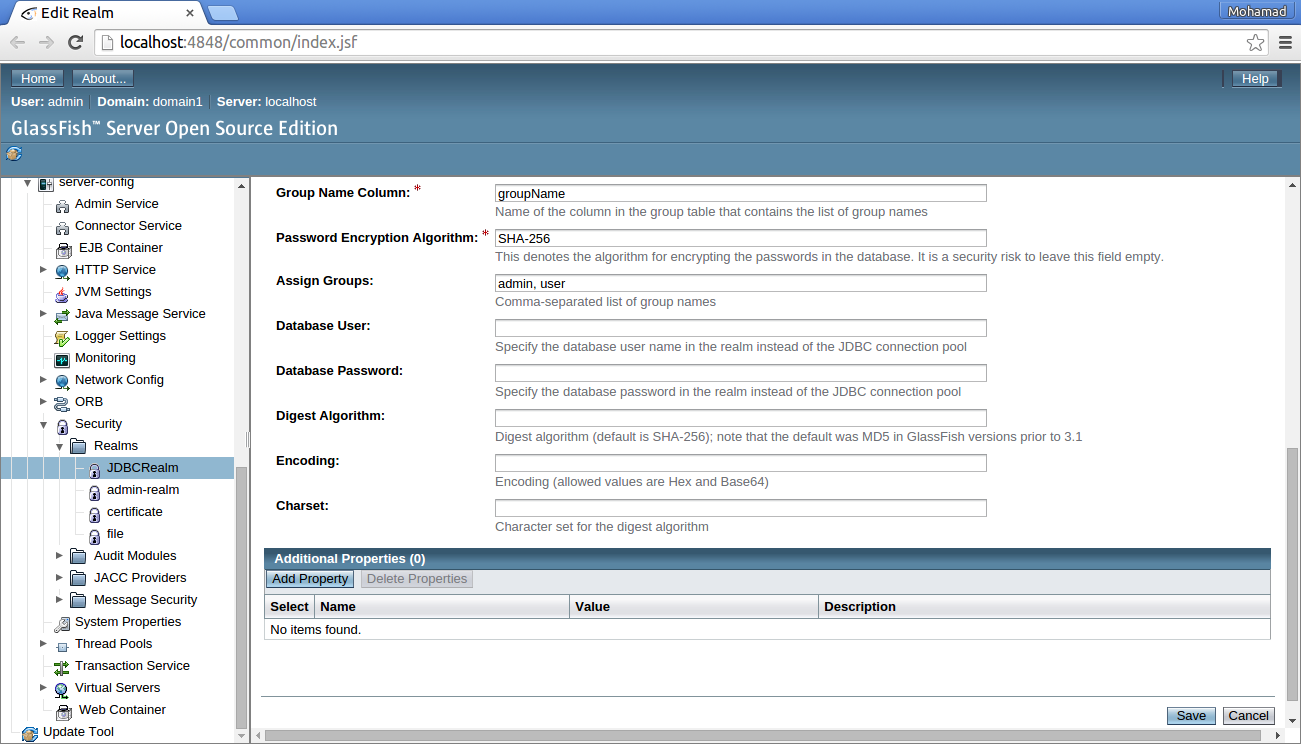 Edit Realm
Mohamad
localhost:4848/common/index.jsf
Home About... Help
User: admin Domain: domain1 Server: localhost
GlassFish™ Server Open Source Edition
server-config
Admin Service
Connector Service
EJB Container
HTTP Service
JVM Settings
Java Message Service
Logger Settings
Monitoring
Network Config
ORB
Security
Realms
JDBCRealm
admin-realm
certificate
file
Audit Modules
JACC Providers
Message Security
System Properties
Thread Pools
Transaction Service
Virtual Servers
Web Container
Update Tool
Group Name Column: * groupName
Name of the column in the group table that contains the list of group names
Password Encryption Algorithm: * SHA-256
This denotes the algorithm for encrypting the passwords in the database. It is a security risk to leave this field empty.
Assign Groups: admin, user
Comma-separated list of group names
Database User:
Specify the database user name in the realm instead of the JDBC connection pool
Database Password:
Specify the database password in the realm instead of the JDBC connection pool
Digest Algorithm:
Digest algorithm (default is SHA-256); note that the default was MD5 in GlassFish versions prior to 3.1
Encoding:
Encoding (allowed values are Hex and Base64)
Charset:
Character set for the digest algorithm
Additional Properties (0)
Add Property Delete Properties
Select Name Value Description
No items found.
Save Cancel